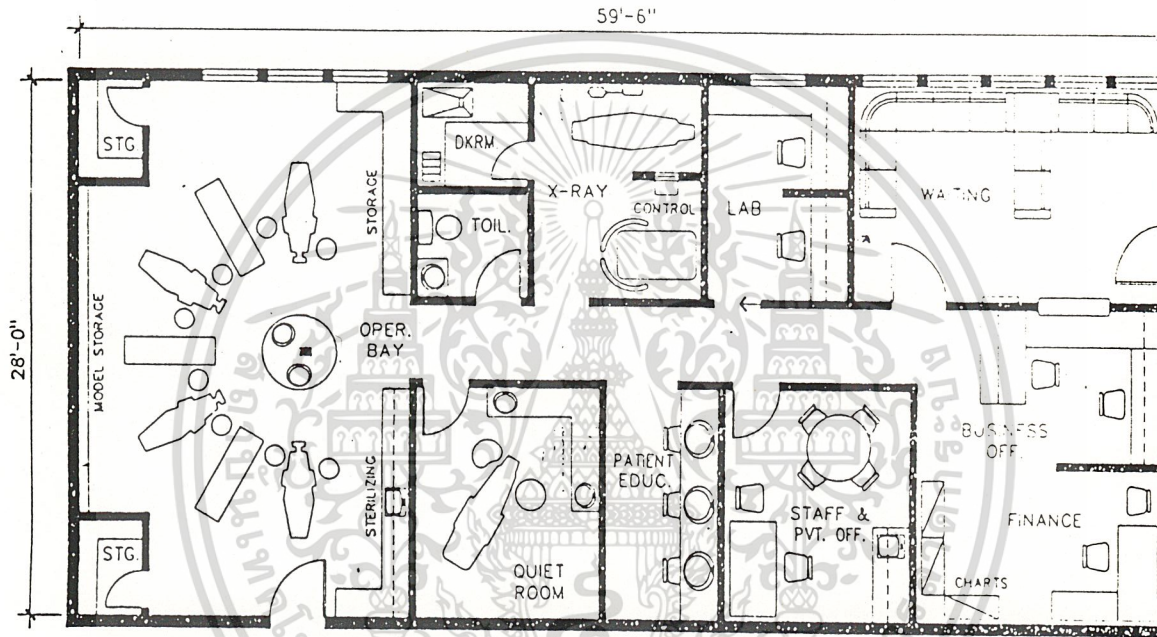 59'-6"
28'-0"
STG
DKRM
X-RAY
CONTROL
LAB
WAITING
STORAGE
TOIL.
MODEL STORAGE
OPER.
BAY
STERILIZING
STG.
QUIET
ROOM
PATIENT
EDUC.
STAFF &
PVT. OFF.
BUSINESS
OFF.
FINANCE
CHARTS